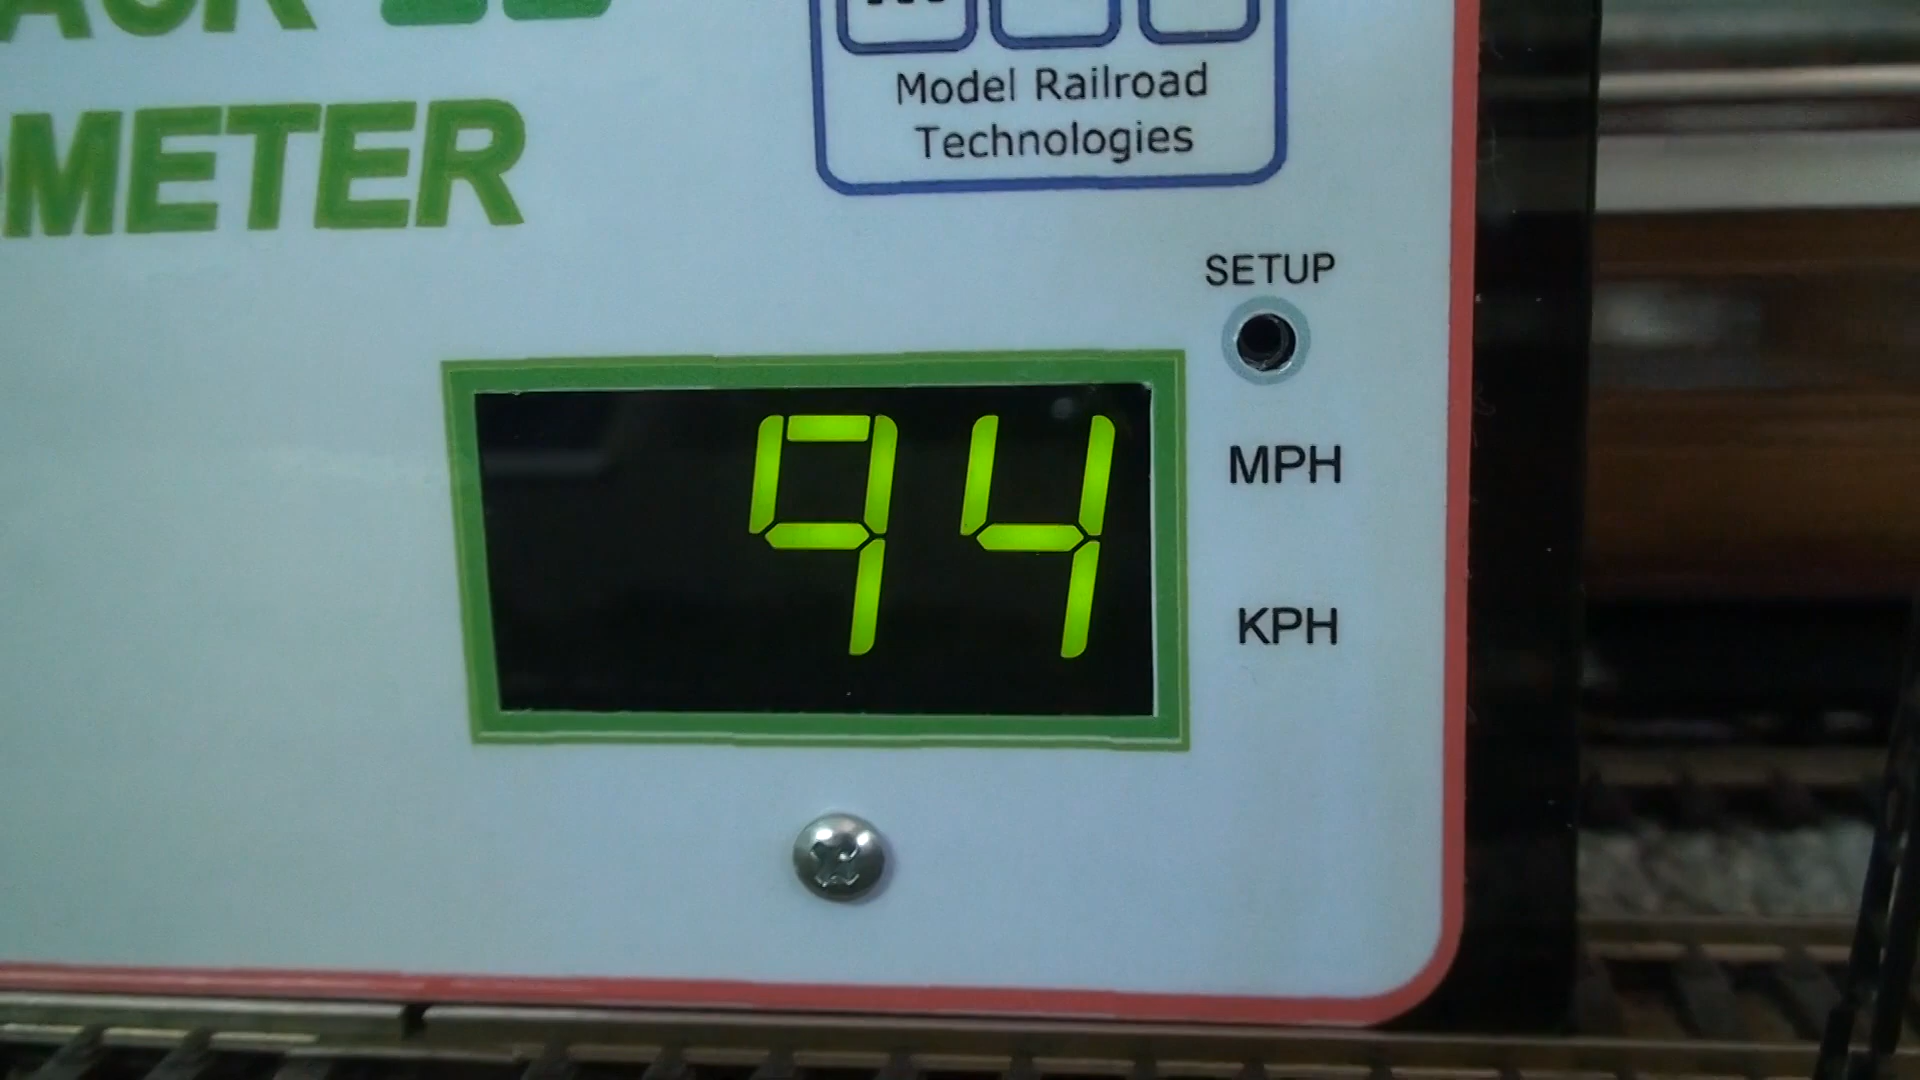 METER
Model Railroad
Technologies
SETUP
94
MPH
KPH